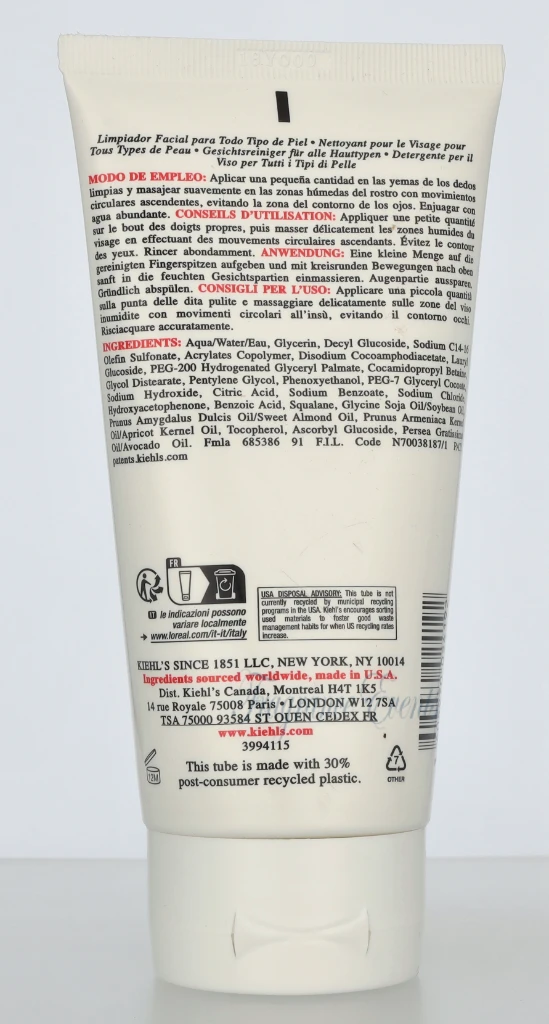 Limpiador Facial para Todo Tipo de Piel • Nettoyant pour le Visage pour
Tous Types de Peau • Gesichtsreiniger für alle Hauttypen • Detergente per il
Viso per Tutti i Tipi di Pelle
MODO DE EMPLEO: Aplicar una pequeña cantidad en las yemas de los dedos
limpias y masajear suavemente en las zonas húmedas del rostro con movimientos
circulares ascendentes, evitando la zona del contorno de los ojos. Enjuagar con
agua abundante. CONSEILS D'UTILISATION: Appliquer une petite quantité
sur le bout des doigts propres, puis masser délicatement les zones humides du
visage en effectuant des mouvements circulaires ascendants. Évitez le contour
des yeux. Rincer abondamment. ANWENDUNG: Eine kleine Menge auf die
gereinigten Fingerspitzen aufgeben und mit kreisrunden Bewegungen nach oben
sanft in die feuchten Gesichtspartien einmassieren. Augenpartie aussparen.
Gründlich abspülen. CONSIGLI PER L'USO: Applicare una piccola quantità
sulla punta delle dita pulite e massaggiare delicatamente sulle zone del viso
inumidite con movimenti circolari all'insù, evitando il contorno occhi.
Risciacquare accuratamente.
INGREDIENTS: Aqua/Water/Eau, Glycerin, Decyl Glucoside, Sodium C14-16
Olefin Sulfonate, Acrylates Copolymer, Disodium Cocoamphodiacetate, Lauryl
Glucoside, PEG-200 Hydrogenated Glyceryl Palmate, Cocamidopropyl Betaine,
Glycol Distearate, Pentylene Glycol, Phenoxyethanol, PEG-7 Glyceryl Cocoate,
Sodium Hydroxide, Citric Acid, Sodium Benzoate, Sodium Chloride,
Hydroxyacetophenone, Benzoic Acid, Squalane, Glycine Soja Oil/Soybean Oil,
Prunus Amygdalus Dulcis Oil/Sweet Almond Oil, Prunus Armeniaca Kernel
Oil/Apricot Kernel Oil, Tocopherol, Ascorbyl Glucoside, Persea Gratissima
Oil/Avocado Oil. Fmla 685386 91 F.I.L. Code N70038187/1
patents.kiehls.com
FR
IT le indicazioni possono
variare localmente
→ www.loreal.com/it-it/italy
USA DISPOSAL ADVISORY: This tube is not
currently recycled by municipal recycling
programs in the USA. Kiehl's encourages sorting
used materials to foster good waste
management habits for when US recycling rates
increase.
KIEHL'S SINCE 1851 LLC, NEW YORK, NY 10014
Ingredients sourced worldwide, made in U.S.A.
Dist. Kiehl's Canada, Montreal H4T 1K5
14 rue Royale 75008 Paris • LONDON W12 7SA
TSA 75000 93584 ST OUEN CEDEX FR
www.kiehls.com
3994115
12M
This tube is made with 30%
post-consumer recycled plastic.
7
OTHER